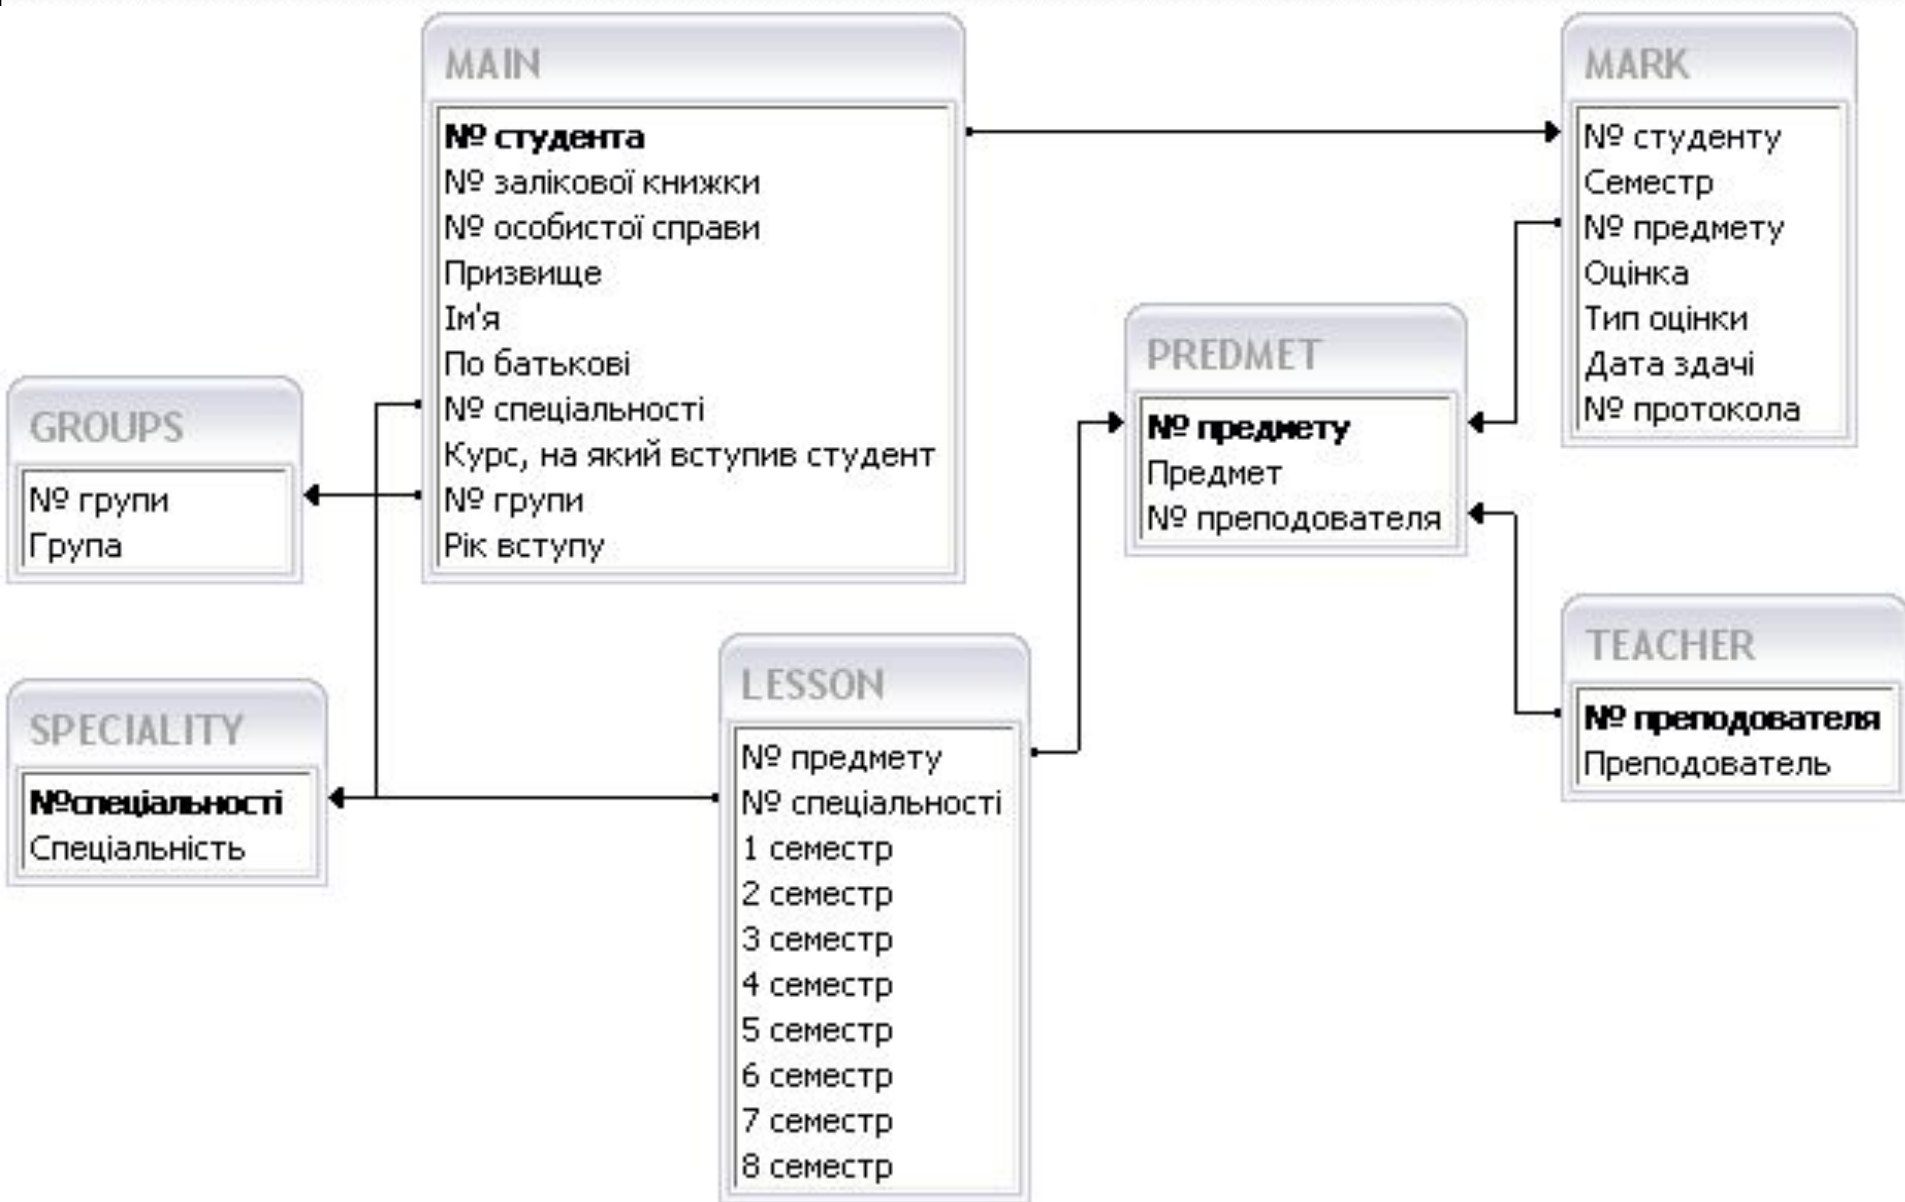 MAIN
№ студента
№ залікової книжки
№ особистої справи
Призвище
Ім'я
По батькові
№ спеціальності
Курс, на який вступив студент
№ групи
Рік вступу
MARK
№ студенту
Семестр
№ предмету
Оцінка
Тип оцінки
Дата здачі
№ протокола
PREDMET
№ предмету
Предмет
№ преподователя
GROUPS
№ групи
Група
TEACHER
№ преподователя
Преподователь
LESSON
№ предмету
№ спеціальності
1 семестр
2 семестр
3 семестр
4 семестр
5 семестр
6 семестр
7 семестр
8 семестр
SPECIALITY
№спеціальності
Спеціальність